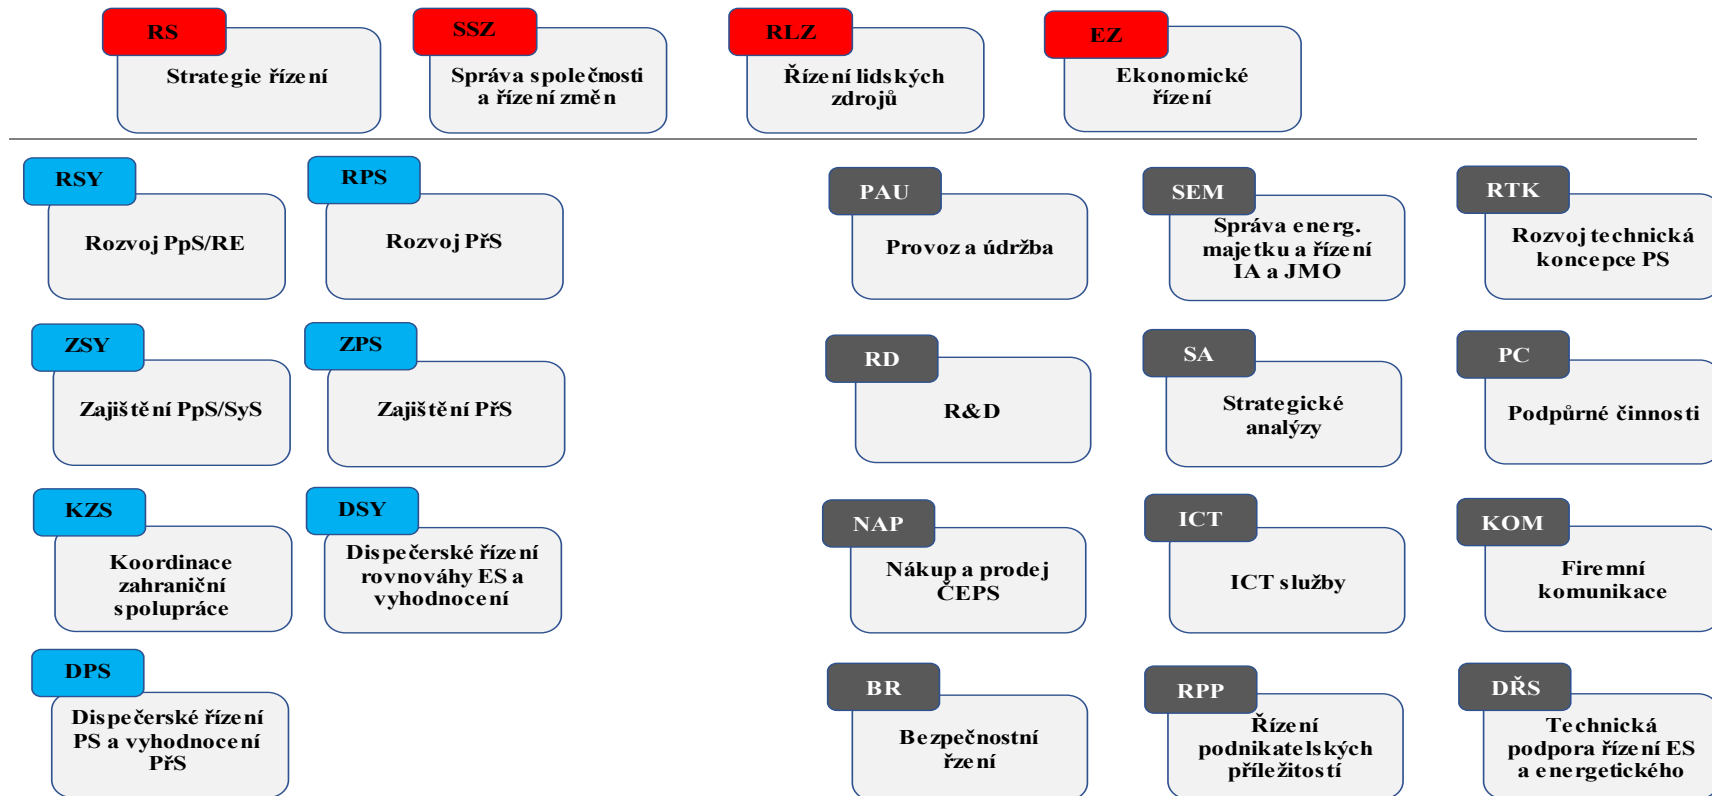 RS
Strategie řízení
SSZ
Správa společnosti
a řízení změn
RLZ
Řízení lidských
zdrojů
EZ
Ekonomické
řízení
RSY
Rozvoj PpS/RE
RPS
Rozvoj PřS
PAU
Provoz a údržba
SEM
Správa energ.
majetku a řízení
IA a JMO
RTK
Rozvoj technická
koncepce PS
ZSY
Zajištění PpS/SyS
ZPS
Zajištění PřS
RD
R&D
SA
Strategické
analýzy
PC
Podpůrné činnosti
KZS
Koordinace
zahraniční
spolupráce
DSY
Dispečerské řízení
rovnováhy ES a
vyhodnocení
NAP
Nákup a prodej
ČEPS
ICT
ICT služby
KOM
Firemní
komunikace
DPS
Dispečerské řízení
PS a vyhodnocení
PřS
BR
Bezpečnostní
řzení
RPP
Řízení
podnikatelských
příležitostí
DŘS
Technická
podpora řízení ES
a energetického